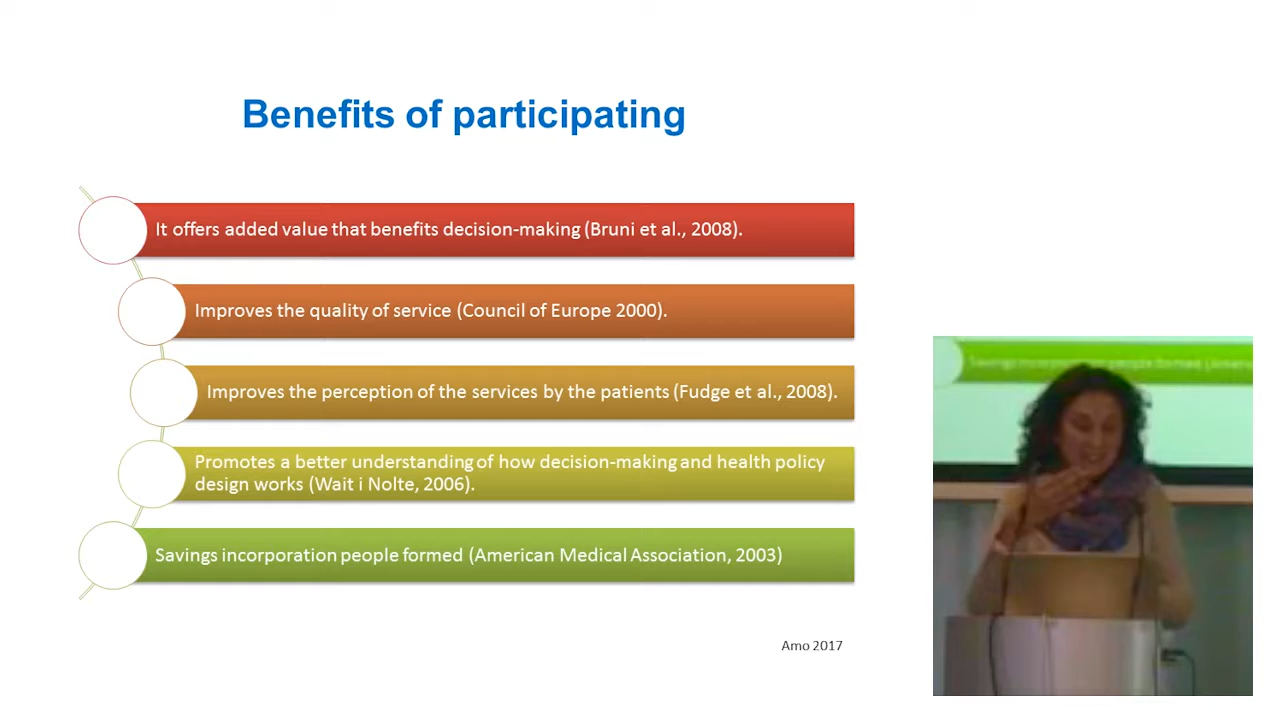 Benefits of participating
It offers added value that benefits decision-making (Bruni et al., 2008).
Improves the quality of service (Council of Europe 2000).
Improves the perception of the services by the patients (Fudge et al., 2008).
Promotes a better understanding of how decision-making and health policy
design works (Wait i Nolte, 2006).
Savings incorporation people formed (American Medical Association, 2003)
Amo 2017